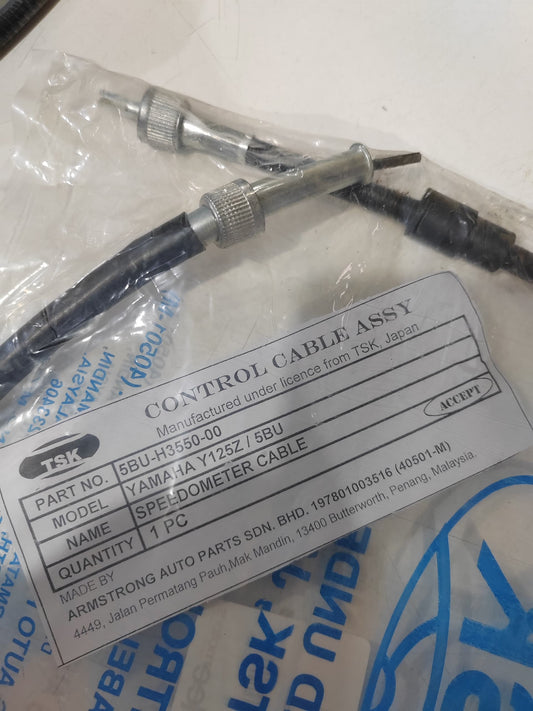 CONTROL CABLE ASSY
Manufactured under licence from TSK, Japan
TSK
PART NO. 5BU-H3550-00
MODEL YAMAHA Y125Z / 5BU
NAME SPEEDOMETER CABLE
QUANTITY 1 PC
ACCEPT
MADE BY
ARMSTRONG AUTO PARTS SDN. BHD. 197801003516 (40501-M)
4449, Jalan Permatang Pauh,Mak Mandin, 13400 Butterworth, Penang, Malaysia.